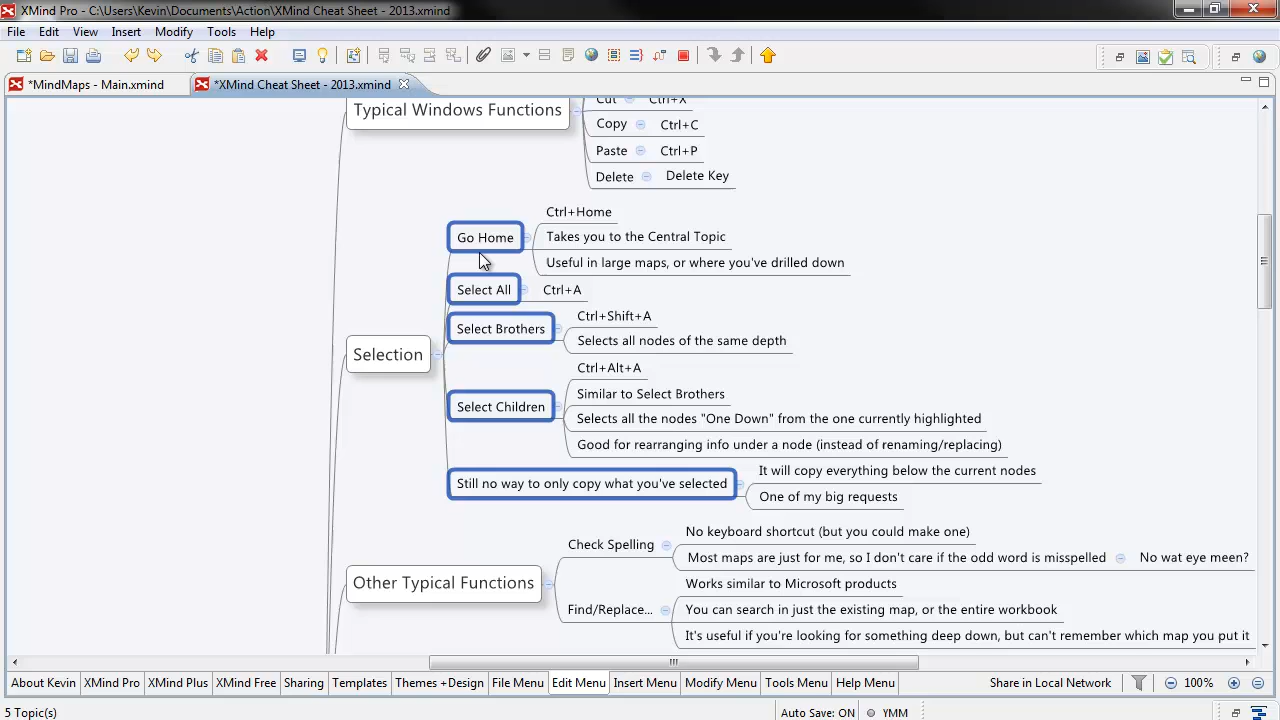 XMind Pro - C:\Users\Kevin\Documents\Action\XMind Cheat Sheet - 2013.xmind
File Edit View Insert Modify Tools Help
*MindMaps - Main.xmind *XMind Cheat Sheet - 2013.xmind
Typical Windows Functions
Cut Ctrl+X
Copy Ctrl+C
Paste Ctrl+P
Delete Delete Key
Selection
Go Home
Ctrl+Home
Takes you to the Central Topic
Useful in large maps, or where you've drilled down
Select All Ctrl+A
Select Brothers
Ctrl+Shift+A
Selects all nodes of the same depth
Select Children
Ctrl+Alt+A
Similar to Select Brothers
Selects all the nodes "One Down" from the one currently highlighted
Good for rearranging info under a node (instead of renaming/replacing)
Still no way to only copy what you've selected
It will copy everything below the current nodes
One of my big requests
Other Typical Functions
Check Spelling
No keyboard shortcut (but you could make one)
Most maps are just for me, so I don't care if the odd word is misspelled No wat eye meen?
Find/Replace...
Works similar to Microsoft products
You can search in just the existing map, or the entire workbook
It's useful if you're looking for something deep down, but can't remember which map you put it
About Kevin XMind Pro XMind Plus XMind Free Sharing Templates Themes +Design File Menu Edit Menu Insert Menu Modify Menu Tools Menu Help Menu Share in Local Network 100%
5 Topic(s) Auto Save: ON YMM